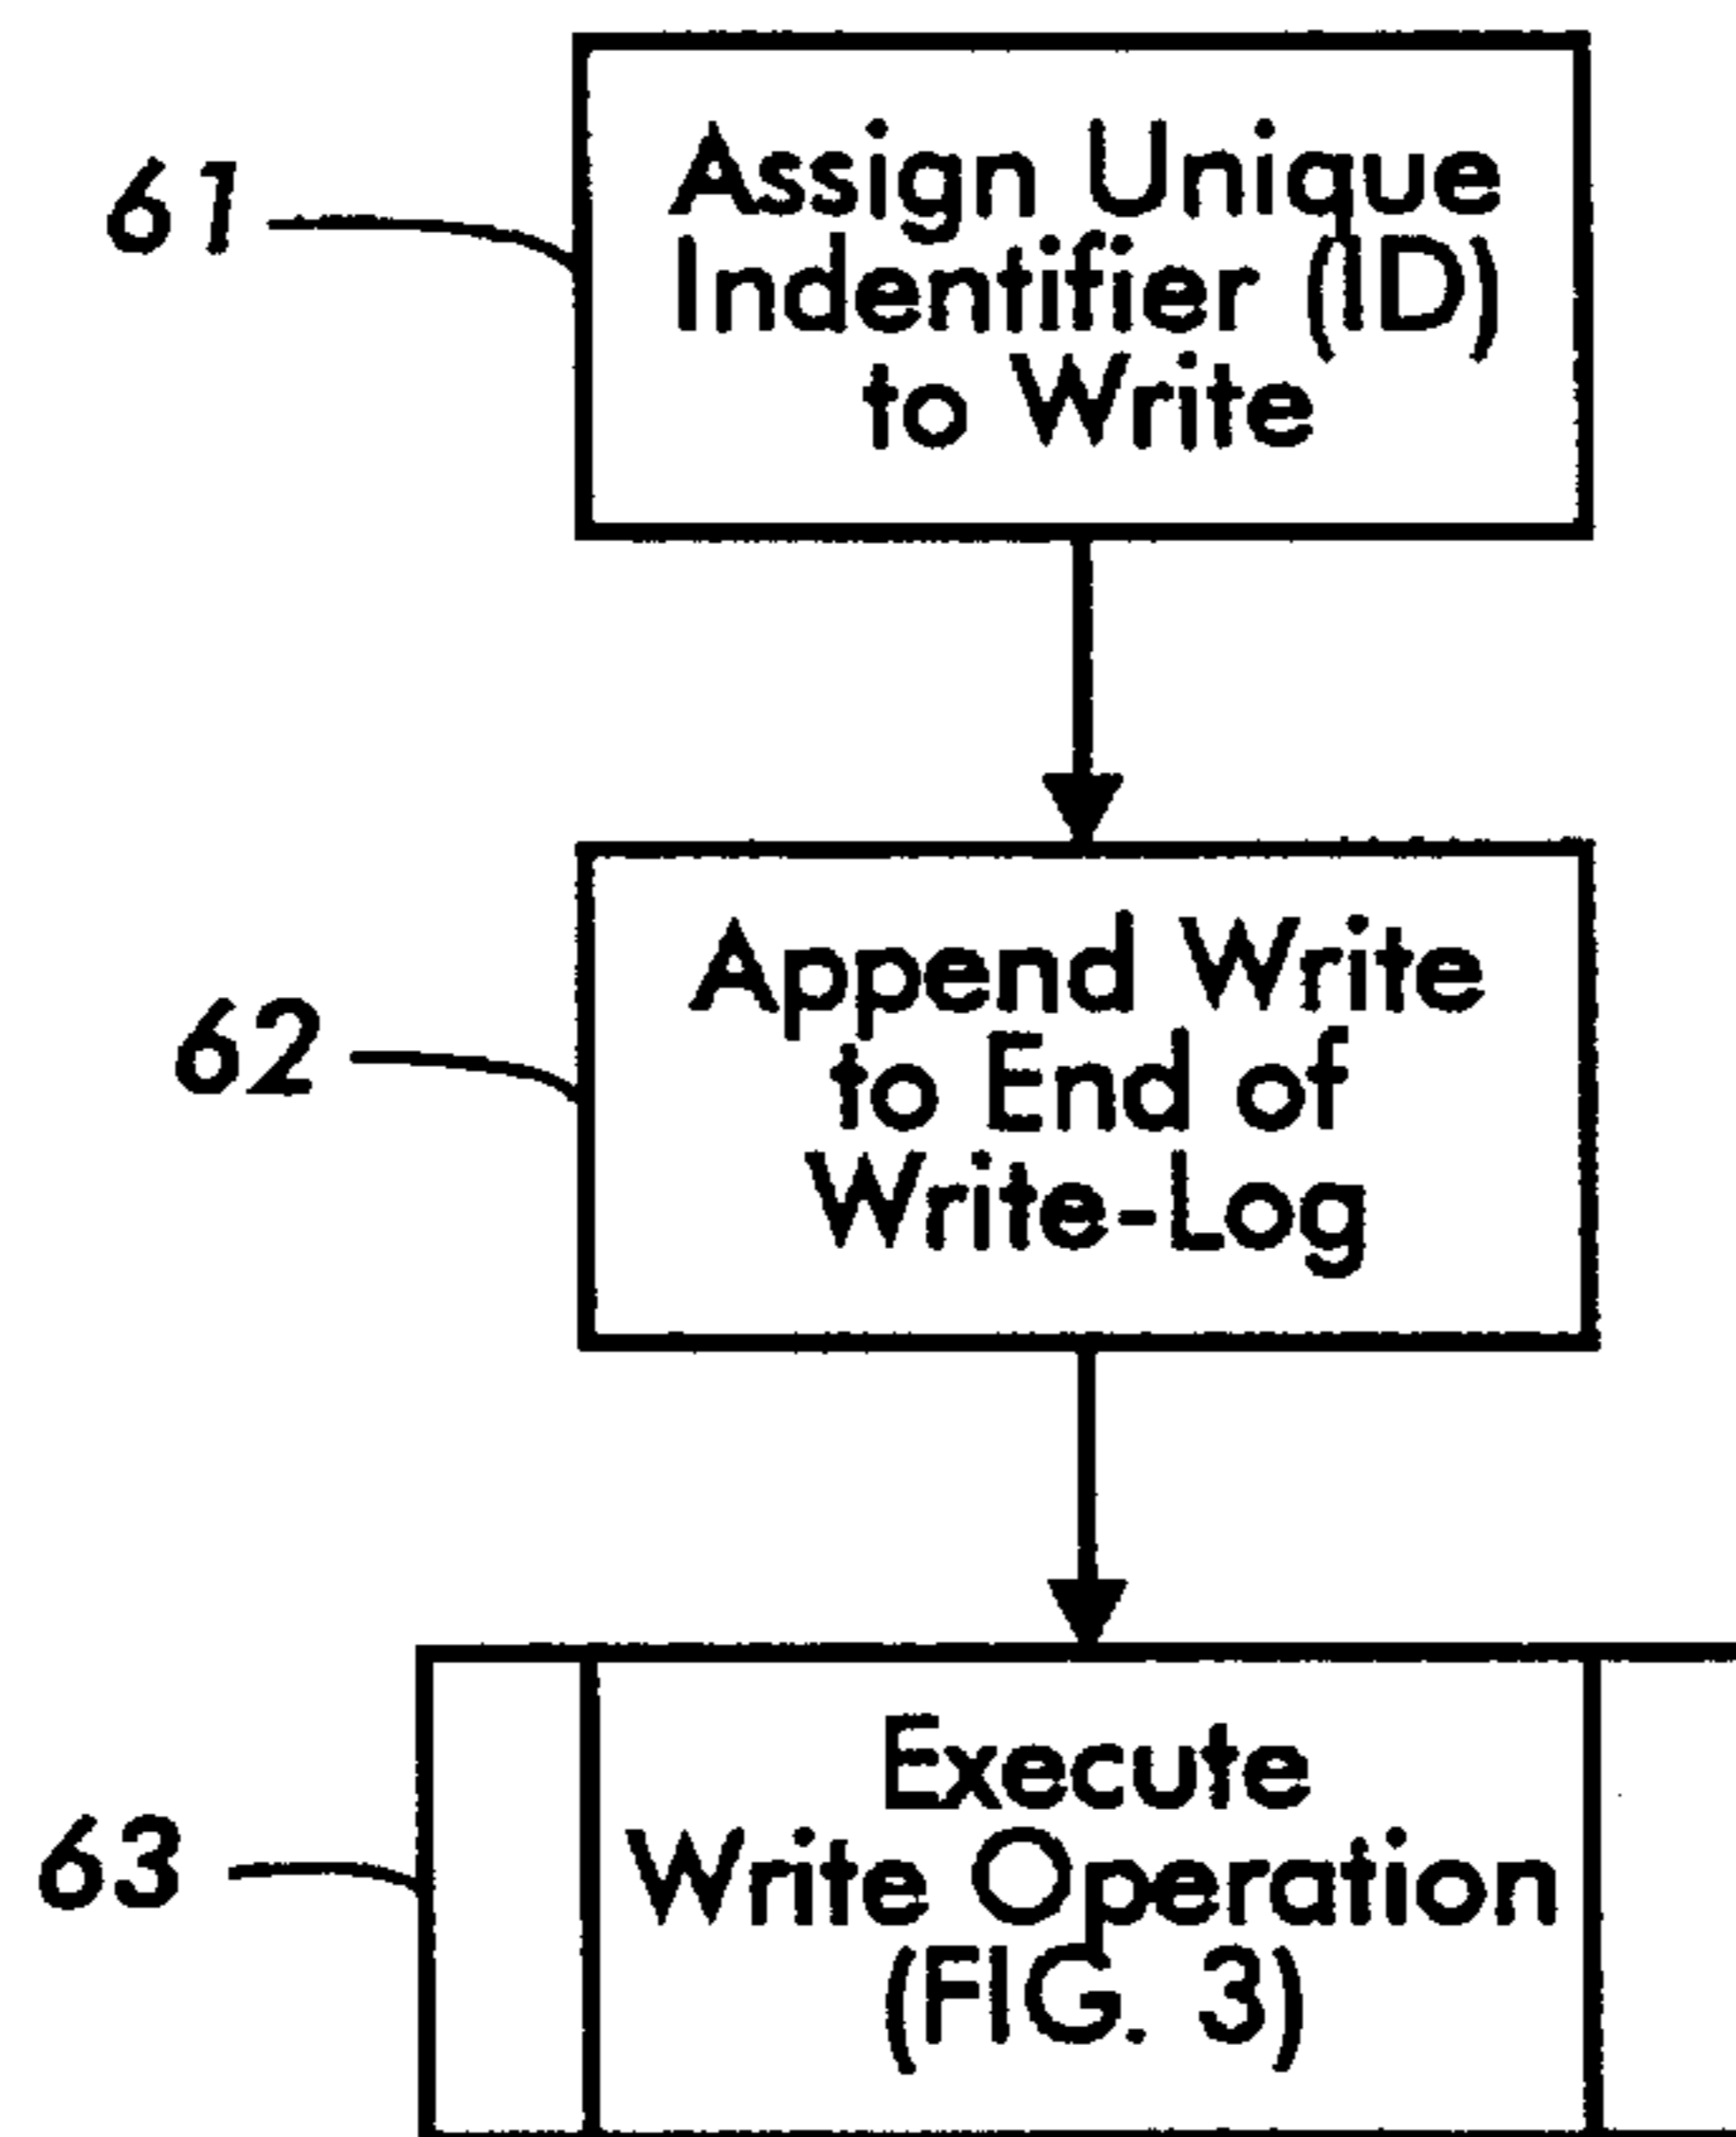 61
Assign Unique
Indentifier (ID)
to Write
62
Append Write
to End of
Write-Log
63
Execute
Write Operation
(FIG. 3)